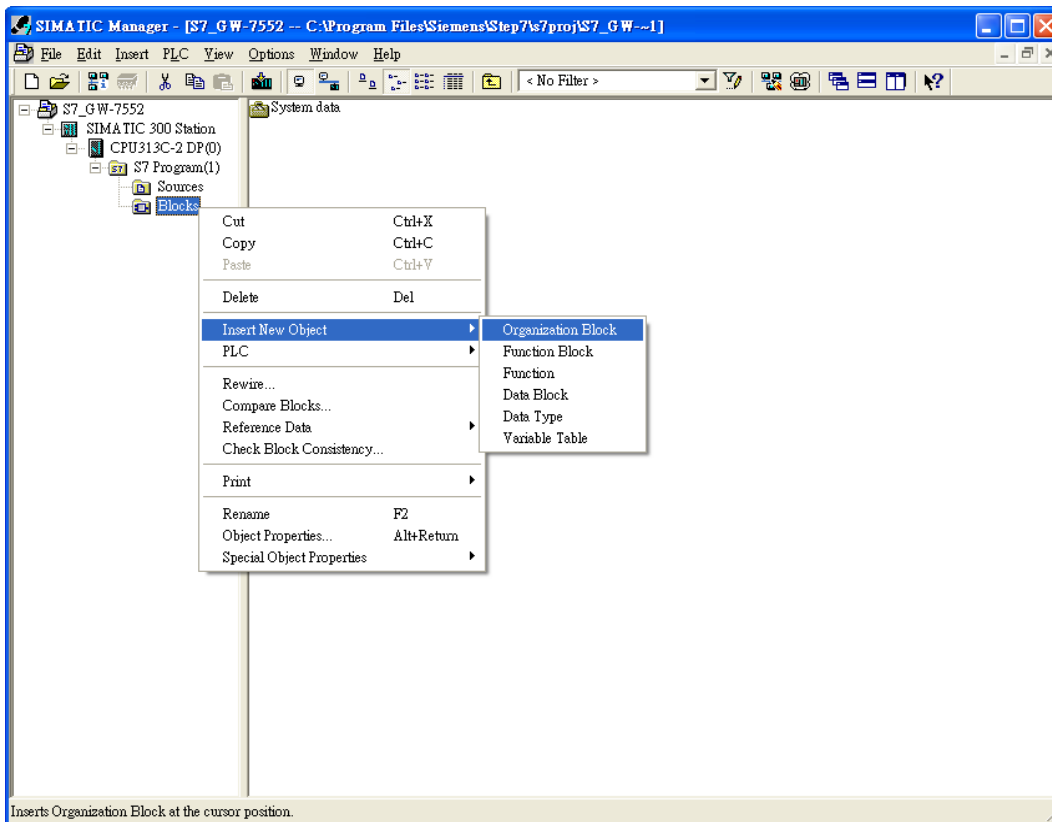 SIMATIC Manager - [S7_GW-7552 -- C:\Program Files\Siemens\Step7\s7proj\S7_GW-~1]
File Edit Insert PLC View Options Window Help
< No Filter >
S7_GW-7552
System data
SIMATIC 300 Station
CPU313C-2 DP(0)
S7 Program(1)
Sources
Blocks
Cut Ctrl+X
Copy Ctrl+C
Paste Ctrl+V
Delete Del
Insert New Object
PLC
Rewire...
Compare Blocks...
Reference Data
Check Block Consistency...
Print
Rename F2
Object Properties... Alt+Return
Special Object Properties
Organization Block
Function Block
Function
Data Block
Data Type
Variable Table
Inserts Organization Block at the cursor position.